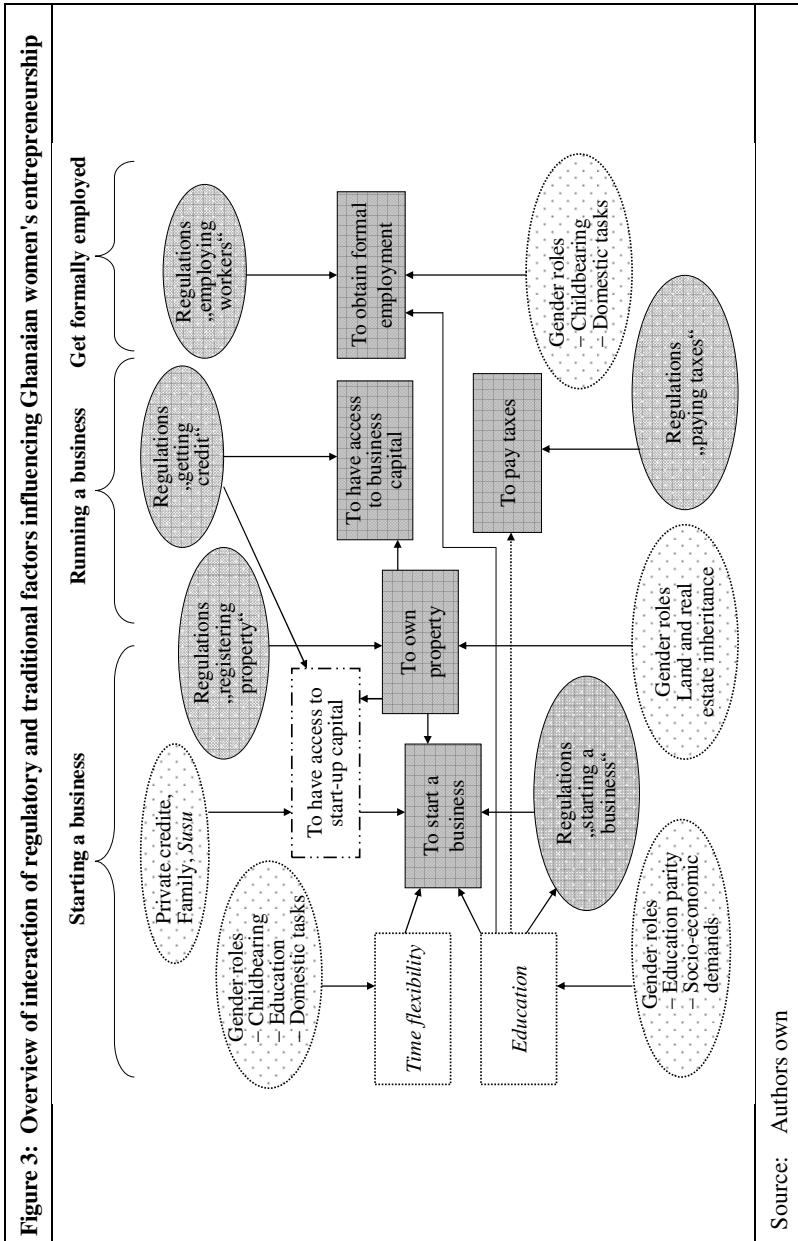 Figure 3: Overview of interaction of regulatory and traditional factors influencing Ghanaian women's entrepreneurship
Starting a business
Running a business
Get formally employed
Private credite,
Family, Susu
Regulations
„registering
property“
Regulations
„getting
credit“
Regulations
„employing
workers“
Gender roles
– Childbearing
– Education
– Domestic tasks
To have access to
start-up capital
Time flexibility
To start a
business
To own
property
To have access
to business
capital
To obtain formal
employment
Education
To pay taxes
Regulations
„starting a
business“
Gender roles
– Childbearing
– Domestic tasks
Gender roles
– Education parity
– Socio-economic
demands
Gender roles
Land and real
estate inheritance
Regulations
„paying taxes“
Source: Authors own